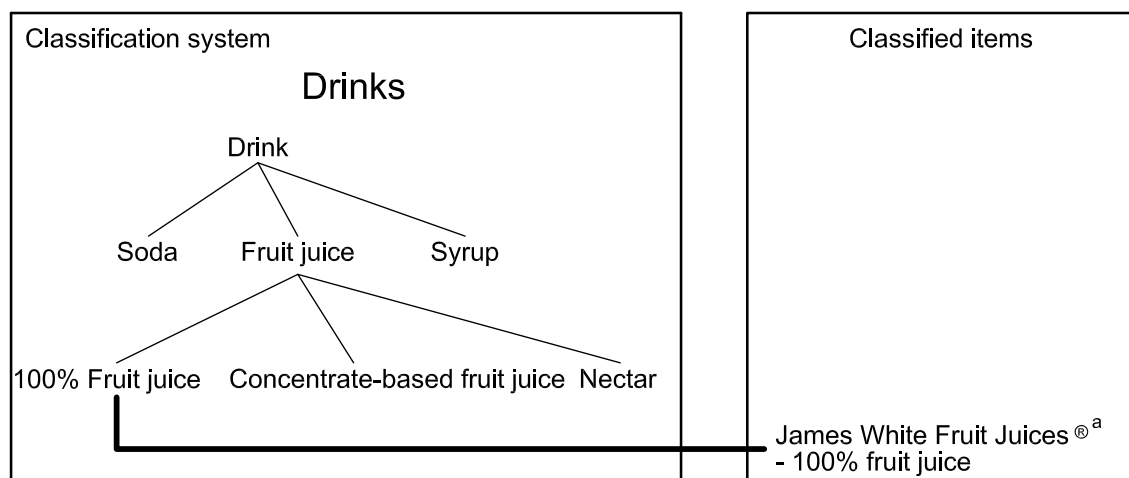 Classification system
Classified items
Drinks
Drink
Soda
Fruit juice
Syrup
100% Fruit juice
Concentrate-based fruit juice
Nectar
James White Fruit Juices ® a
- 100% fruit juice